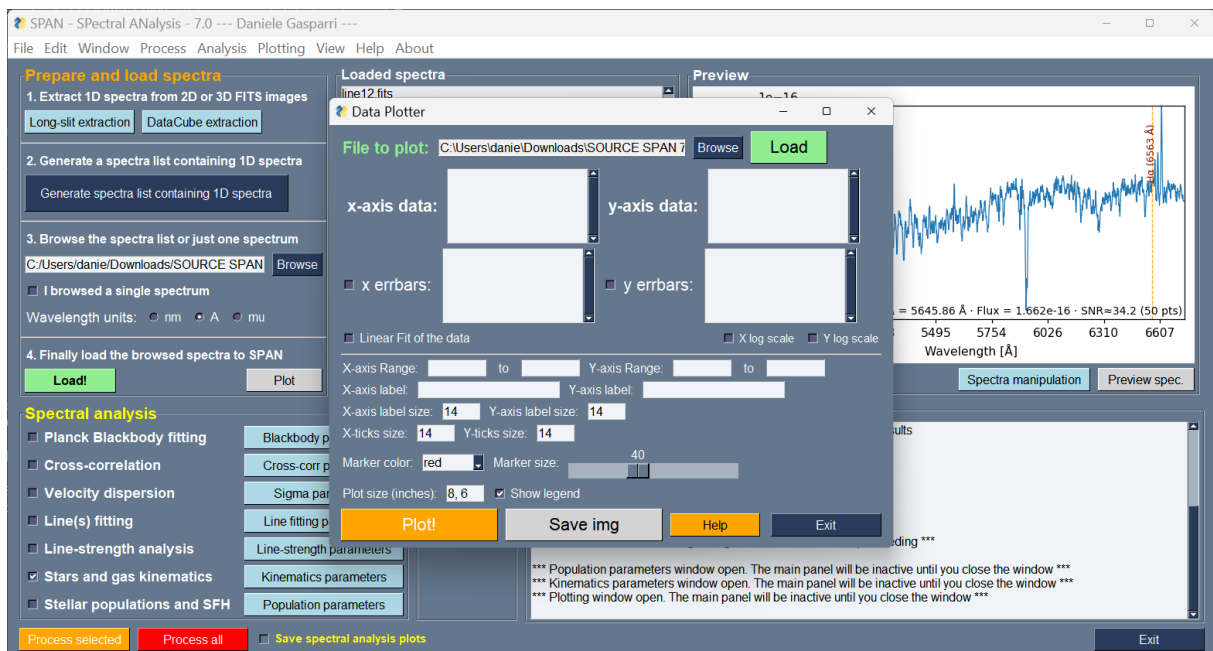 SPAN - SPectral ANalysis - 7.0 --- Daniele Gasparri ---
File Edit Window Process Analysis Plotting View Help About
Prepare and load spectra
1. Extract 1D spectra from 2D or 3D FITS images
Long-slit extraction DataCube extraction
2. Generate a spectra list containing 1D spectra
Generate spectra list containing 1D spectra
3. Browse the spectra list or just one spectrum
C:/Users/danie/Downloads/SOURCE SPAN Browse
I browsed a single spectrum
Wavelength units: nm A mu
4. Finally load the browsed spectra to SPAN
Load! Plot
Loaded spectra
line12.fits
Preview
1e−16
Hα (6563 Å)
= 5645.86 Å · Flux = 1.662e-16 · SNR≈34.2 (50 pts)
5495 5754 6026 6310 6607
Wavelength [Å]
Spectra manipulation Preview spec.
Data Plotter
File to plot: C:\Users\danie\Downloads\SOURCE SPAN 7 Browse Load
x-axis data: y-axis data:
x errbars: y errbars:
Linear Fit of the data X log scale Y log scale
X-axis Range: to Y-axis Range: to
X-axis label: Y-axis label:
X-axis label size: 14 Y-axis label size: 14
X-ticks size: 14 Y-ticks size: 14
Marker color: red Marker size: 40
Plot size (inches): 8, 6 Show legend
Plot! Save img Help Exit
Spectral analysis
Planck Blackbody fitting Blackbody p
Cross-correlation Cross-corr p
Velocity dispersion Sigma par
Line(s) fitting Line fitting p
Line-strength analysis Line-strength parameters
Stars and gas kinematics Kinematics parameters
Stellar populations and SFH Population parameters
ults
eding ***
*** Population parameters window open. The main panel will be inactive until you close the window ***
*** Kinematics parameters window open. The main panel will be inactive until you close the window ***
*** Plotting window open. The main panel will be inactive until you close the window ***
Process selected Process all Save spectral analysis plots Exit